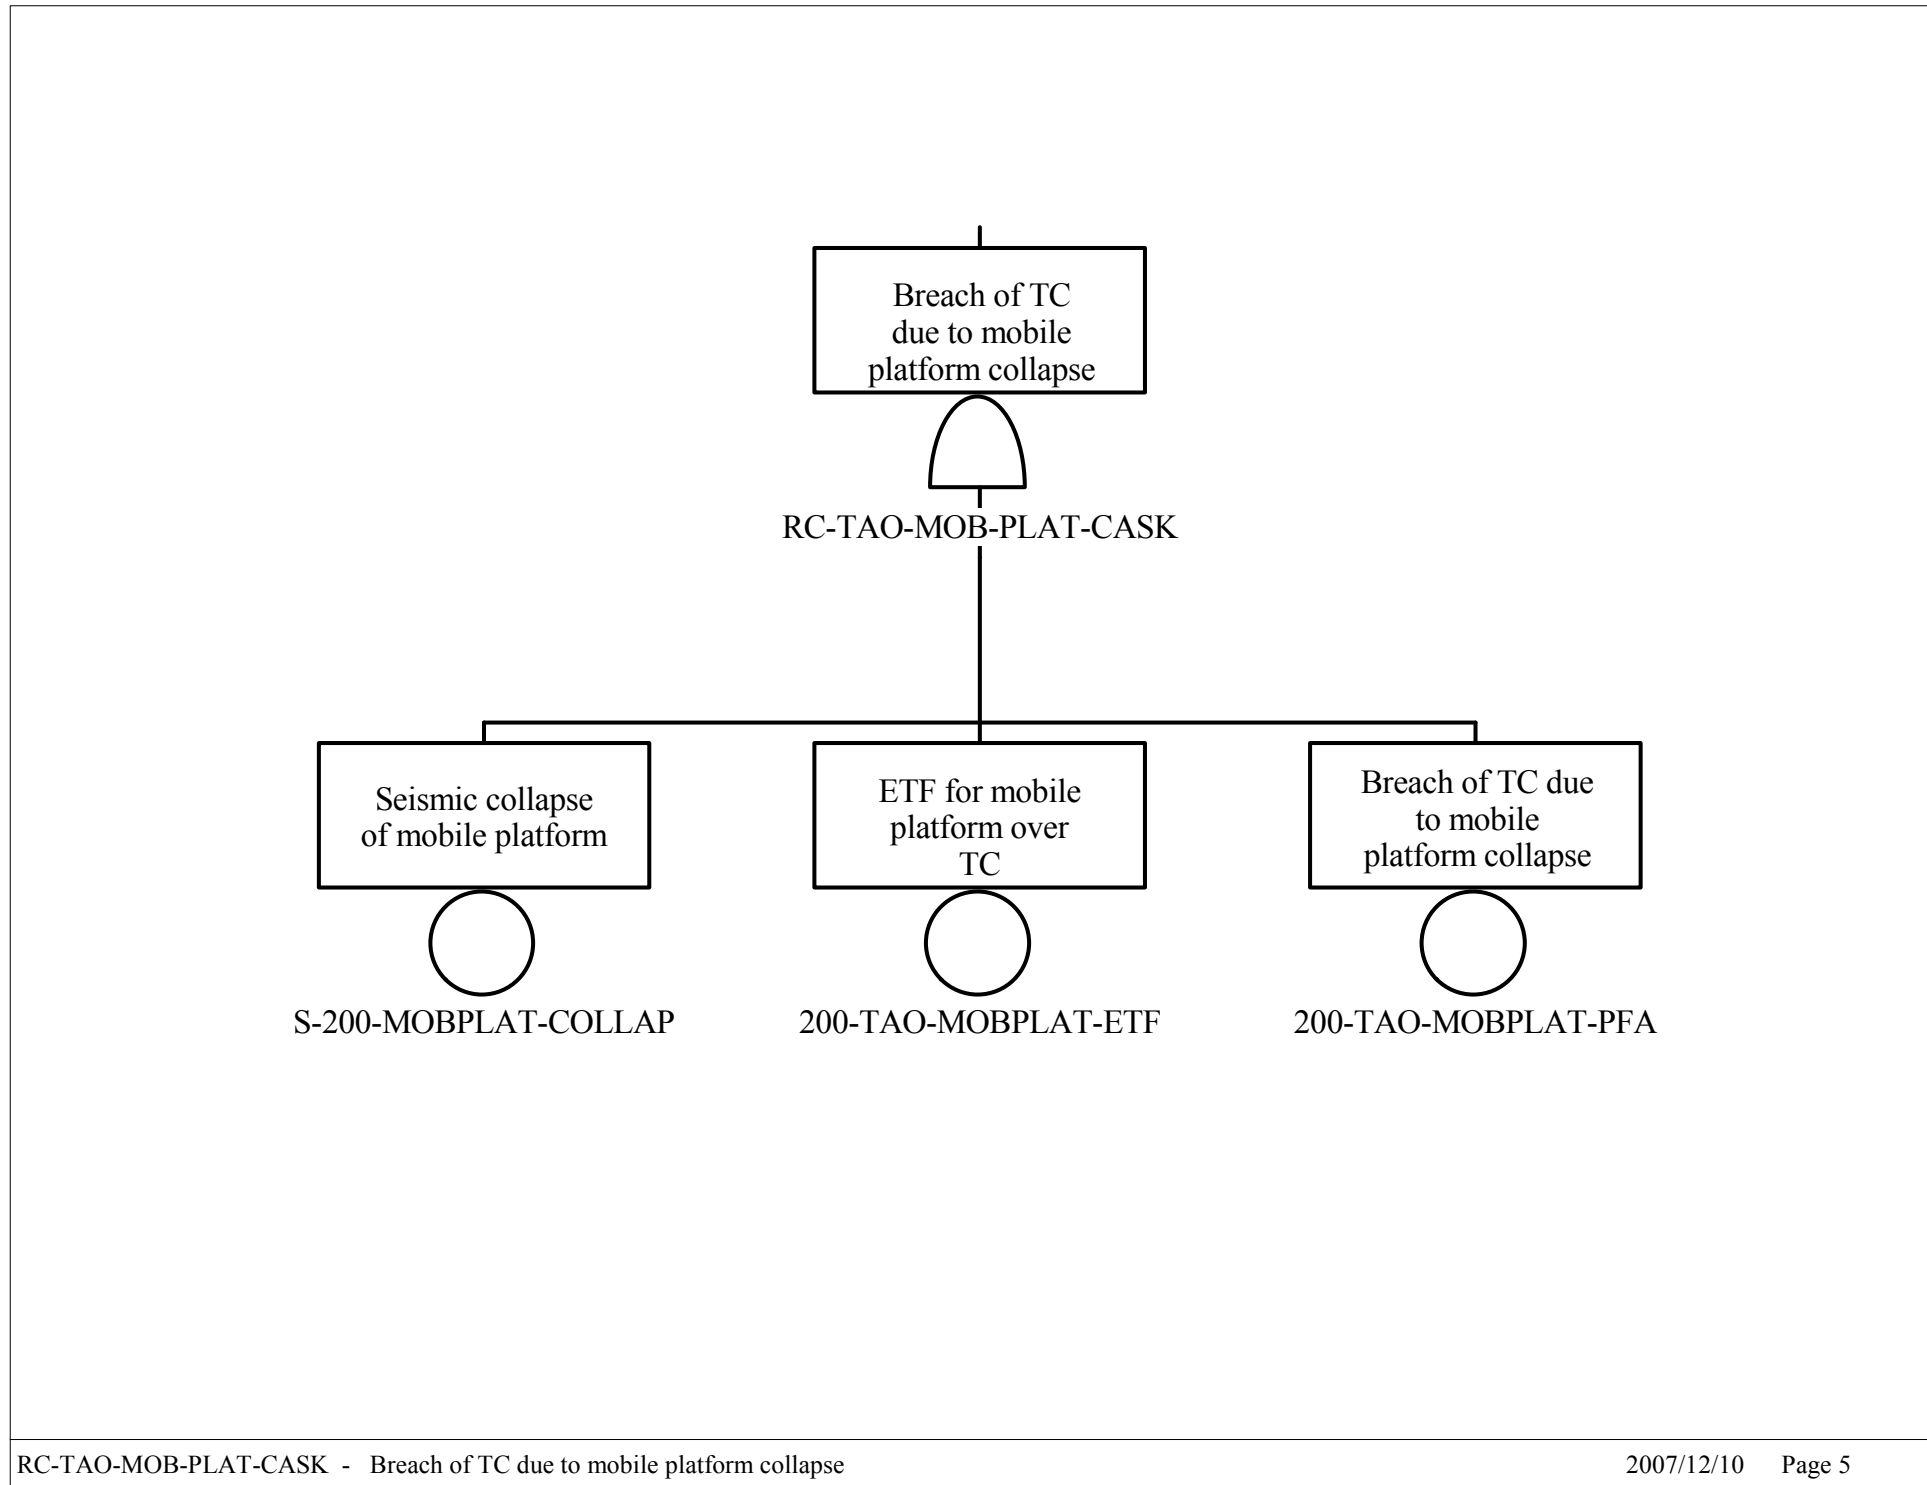 Breach of TC
due to mobile
platform collapse
RC-TAO-MOB-PLAT-CASK
Seismic collapse
of mobile platform
S-200-MOBPLAT-COLLAP
ETF for mobile
platform over
TC
200-TAO-MOBPLAT-ETF
Breach of TC due
to mobile
platform collapse
200-TAO-MOBPLAT-PFA
RC-TAO-MOB-PLAT-CASK - Breach of TC due to mobile platform collapse 2007/12/10 Page 5